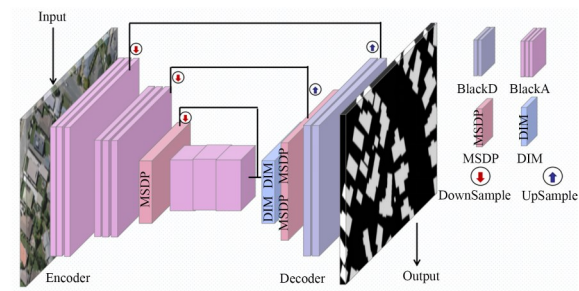 Input
BlackD
BlackA
MSDP
DIM
MSDP
DIM
DownSample
UpSample
MSDP
DIM DIM
MSDP MSDP
Encoder
Decoder
Output